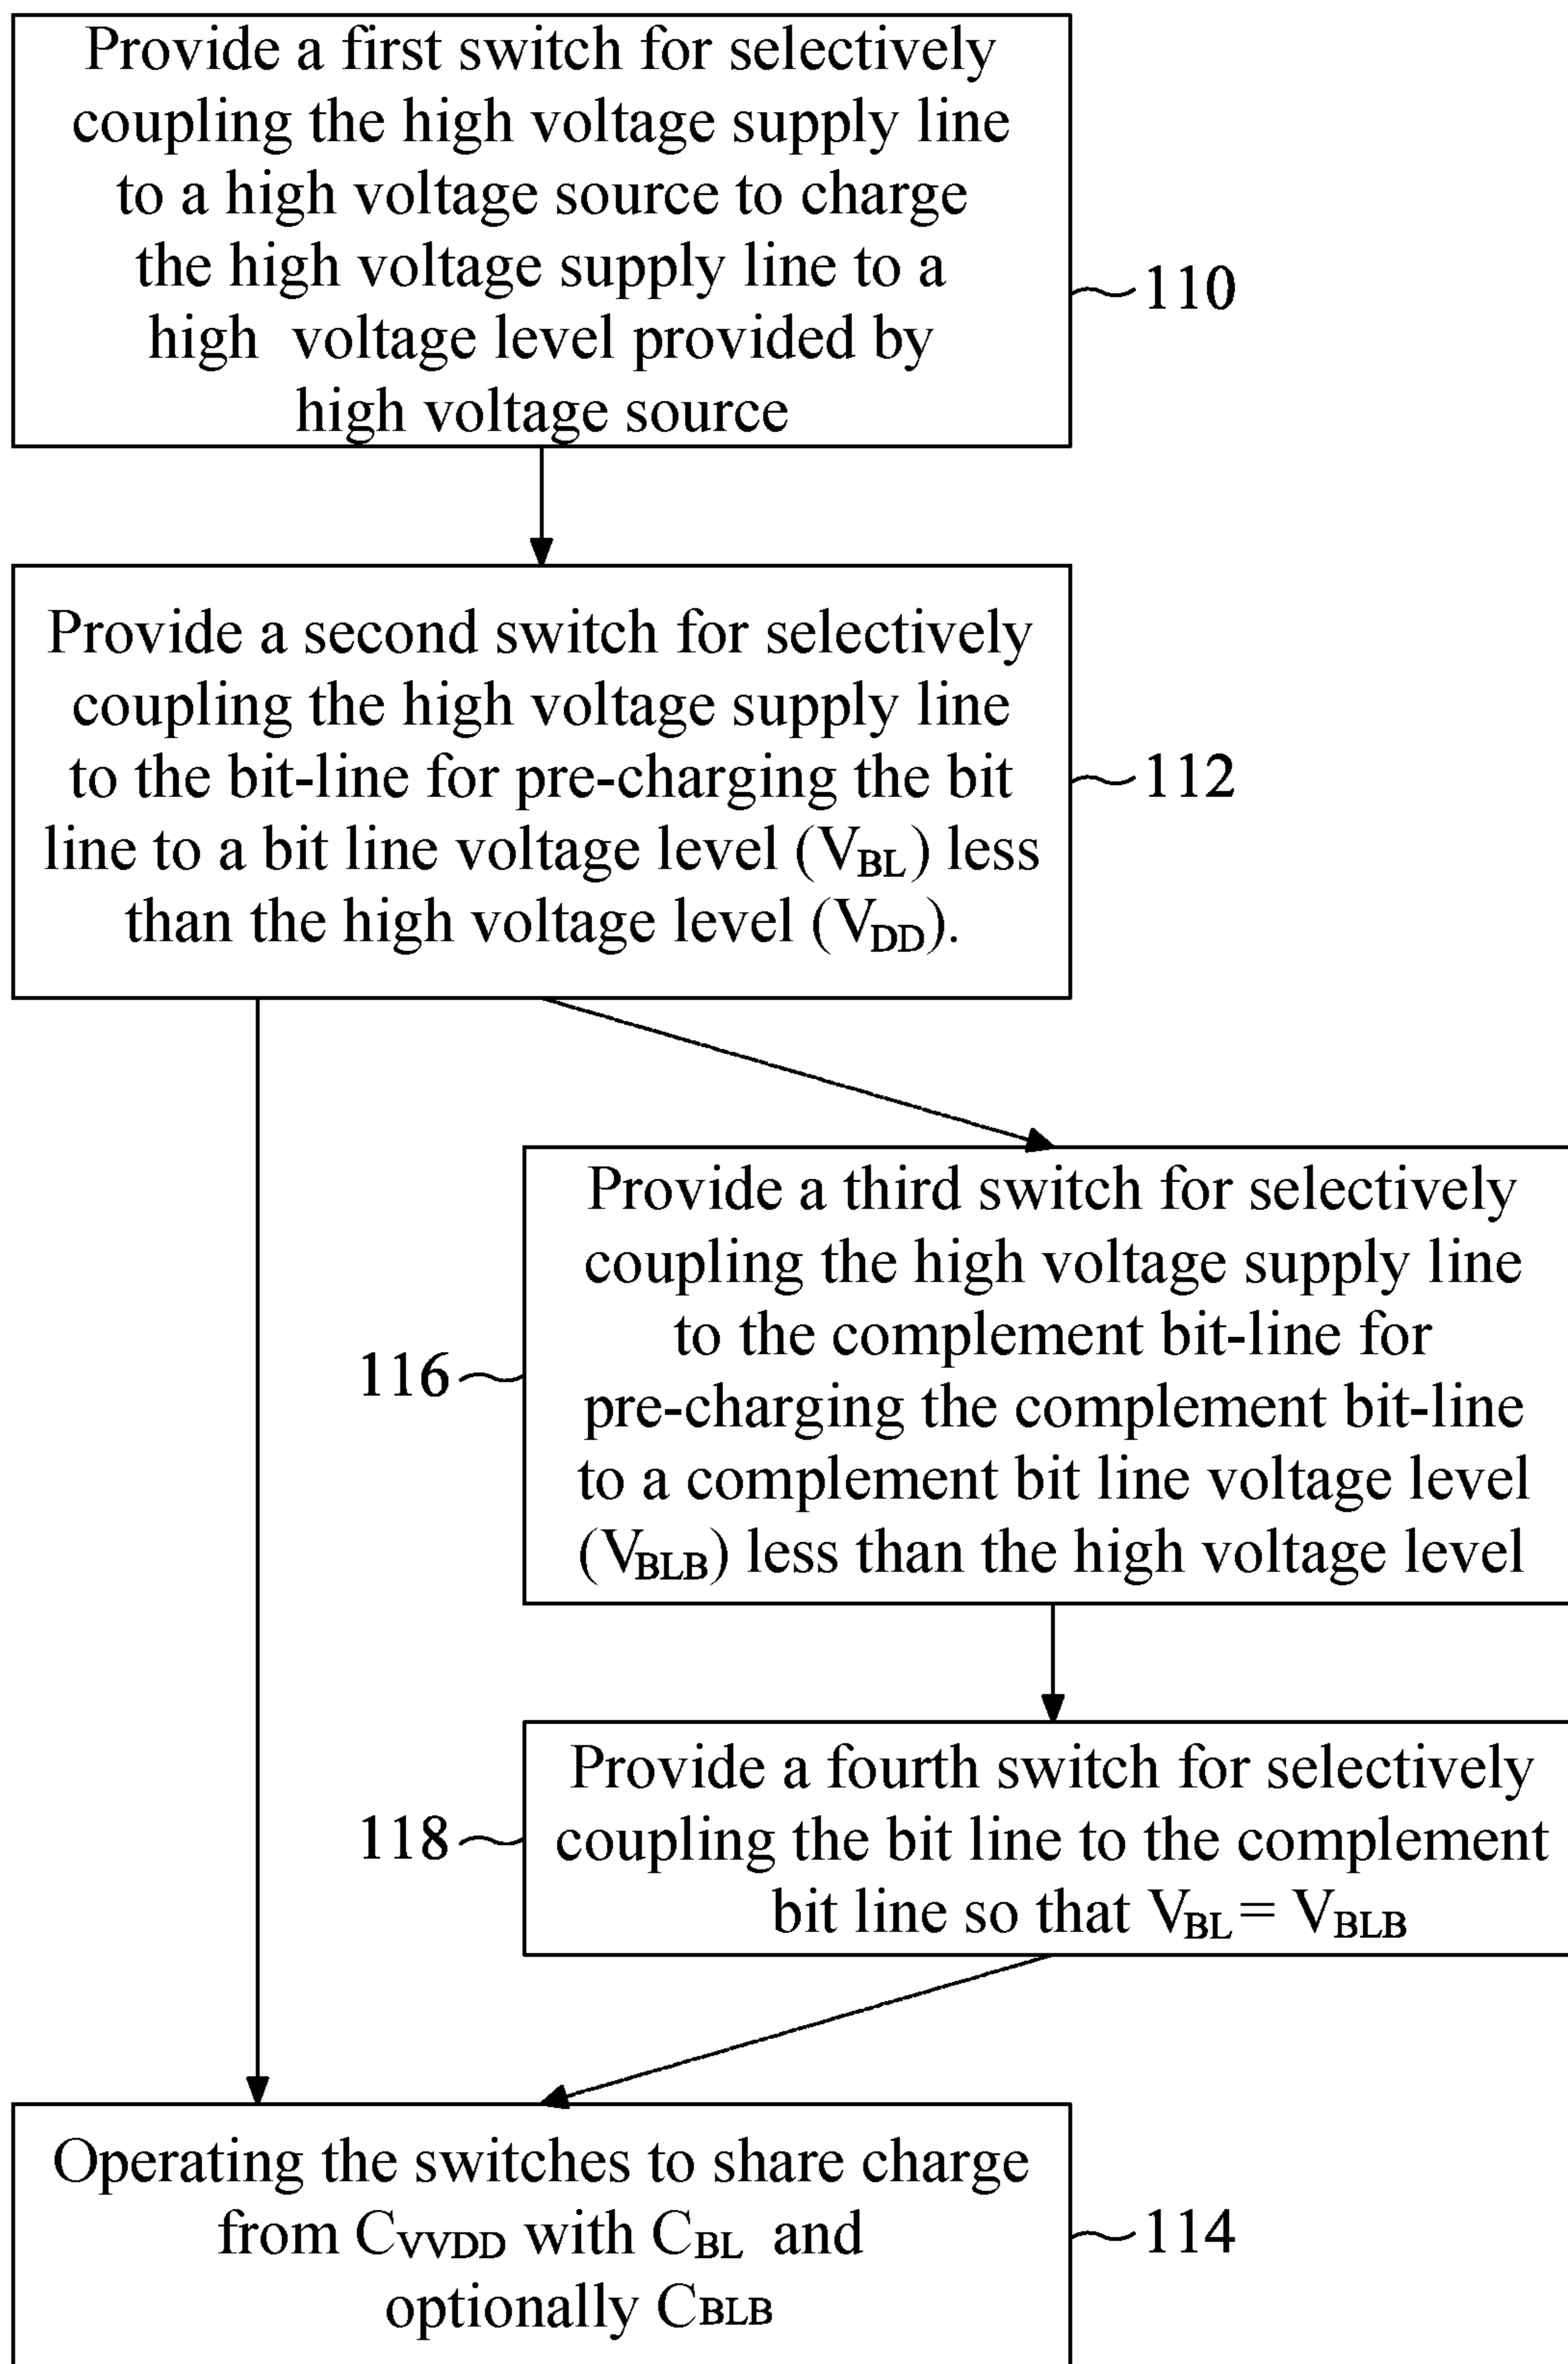 Provide a first switch for selectively
coupling the high voltage supply line
to a high voltage source to charge
the high voltage supply line to a
high voltage level provided by
high voltage source
110
Provide a second switch for selectively
coupling the high voltage supply line
to the bit-line for pre-charging the bit
line to a bit line voltage level (VBL) less
than the high voltage level (VDD).
112
Provide a third switch for selectively
coupling the high voltage supply line
to the complement bit-line for
pre-charging the complement bit-line
to a complement bit line voltage level
(VBLB) less than the high voltage level
116
Provide a fourth switch for selectively
coupling the bit line to the complement
bit line so that VBL = VBLB
118
Operating the switches to share charge
from CVVDD with CBL and
optionally CBLB
114